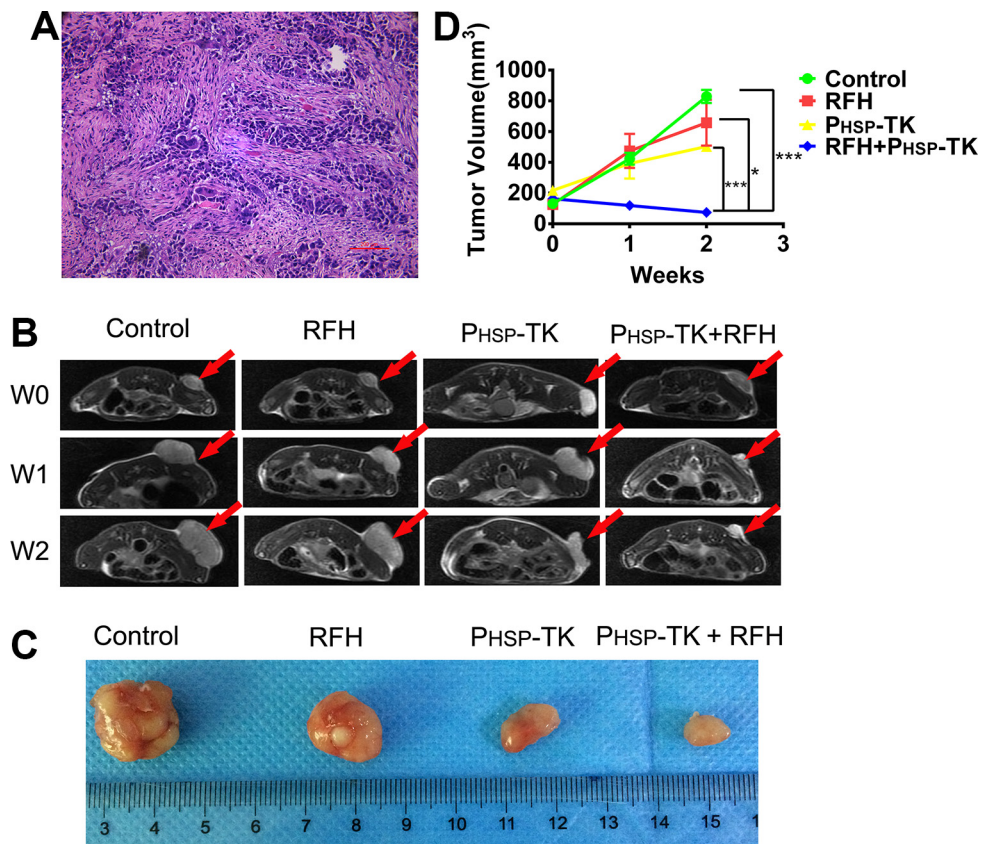 A
D
Tumor Volume(mm3)
1000
800
600
400
200
0
0
1
2
3
Weeks
Control
RFH
PHSP-TK
RFH+PHSP-TK
***
*
***
B
Control
RFH
PHSP-TK
PHSP-TK+RFH
W0
W1
W2
C
Control
RFH
PHSP-TK
PHSP-TK + RFH
3 4 5 6 7 8 9 10 11 12 13 14 15